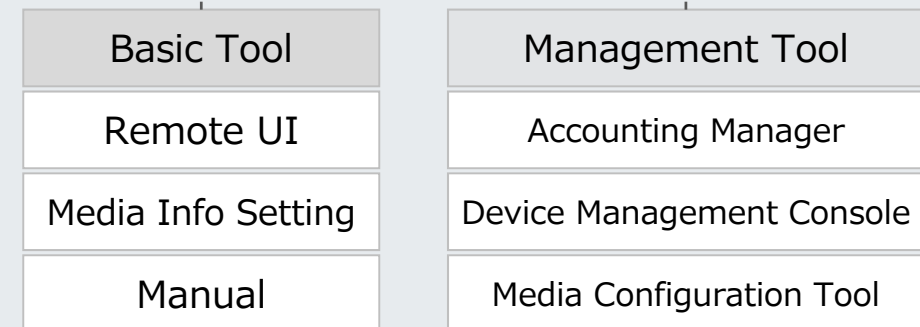 Basic Tool
Remote UI
Media Info Setting
Manual
Management Tool
Accounting Manager
Device Management Console
Media Configuration Tool